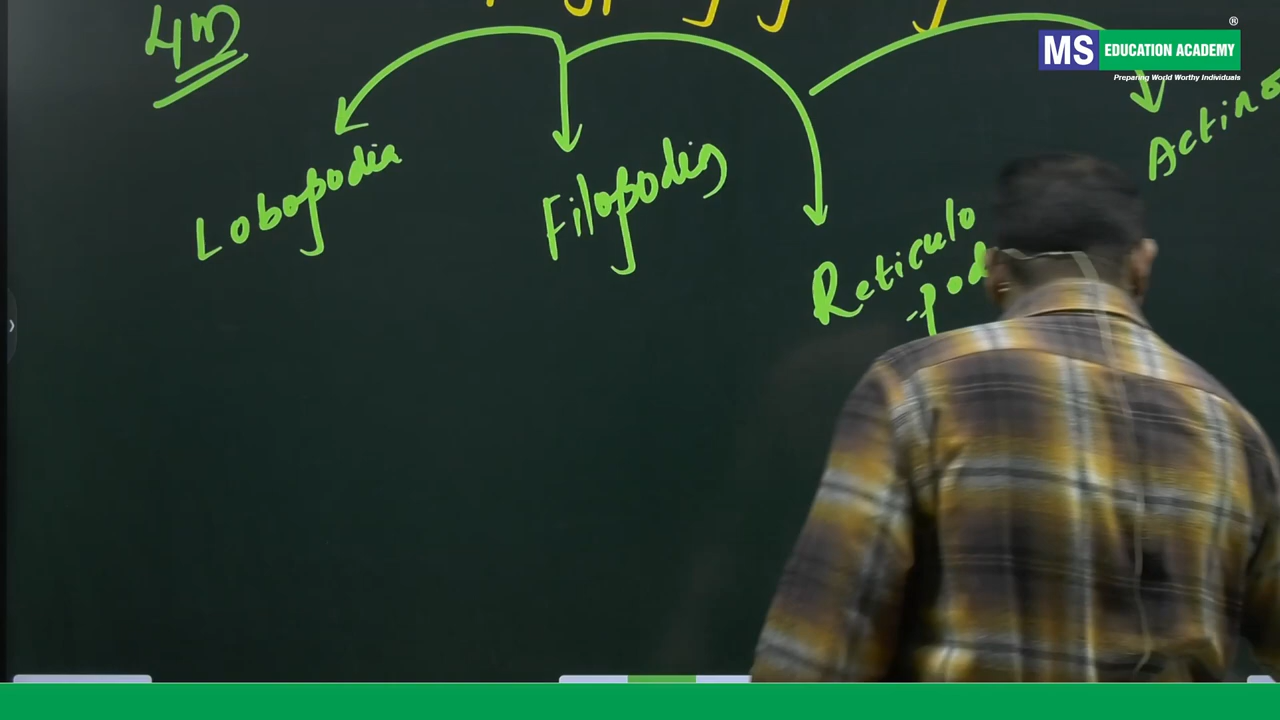 4m
®
MS EDUCATION ACADEMY
Preparing World Worthy Individuals
Lobopodia
Filopodia
Reticulo
-pod
Actino